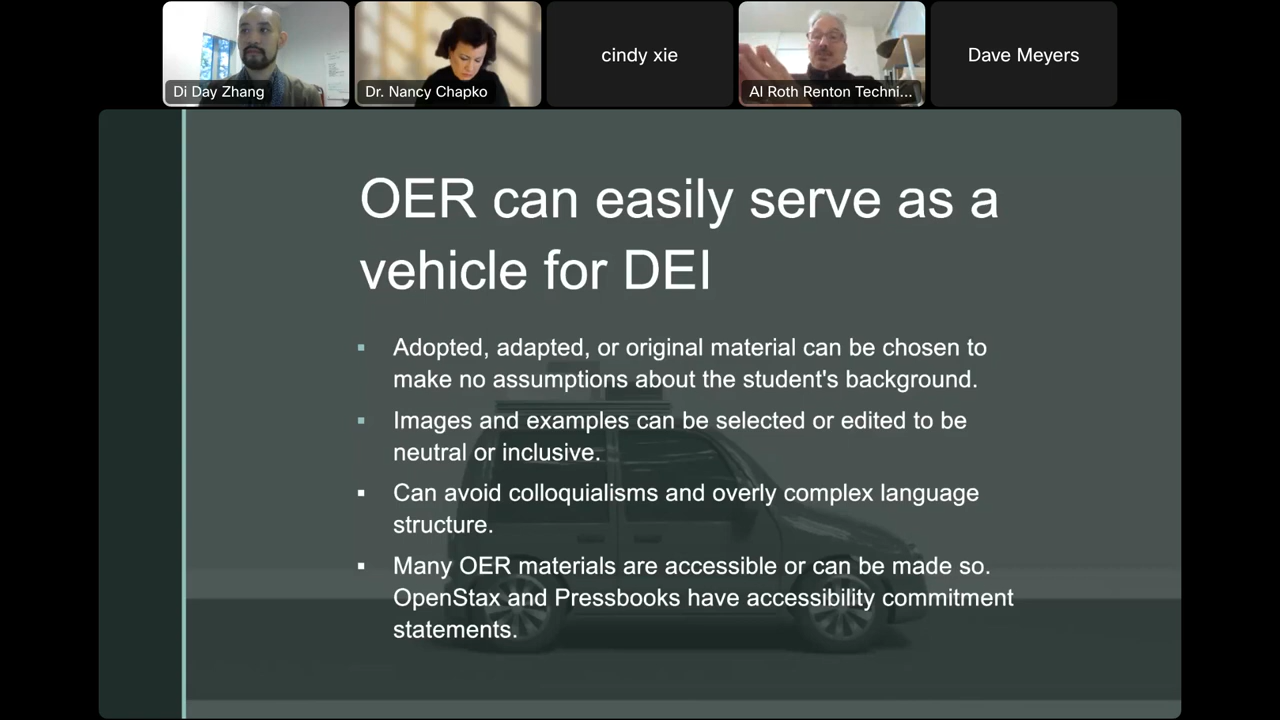 Di Day Zhang
Dr. Nancy Chapko
cindy xie
Al Roth Renton Techni...
Dave Meyers
OER can easily serve as a
vehicle for DEI
▪ Adopted, adapted, or original material can be chosen to
make no assumptions about the student's background.
▪ Images and examples can be selected or edited to be
neutral or inclusive.
▪ Can avoid colloquialisms and overly complex language
structure.
▪ Many OER materials are accessible or can be made so.
OpenStax and Pressbooks have accessibility commitment
statements.